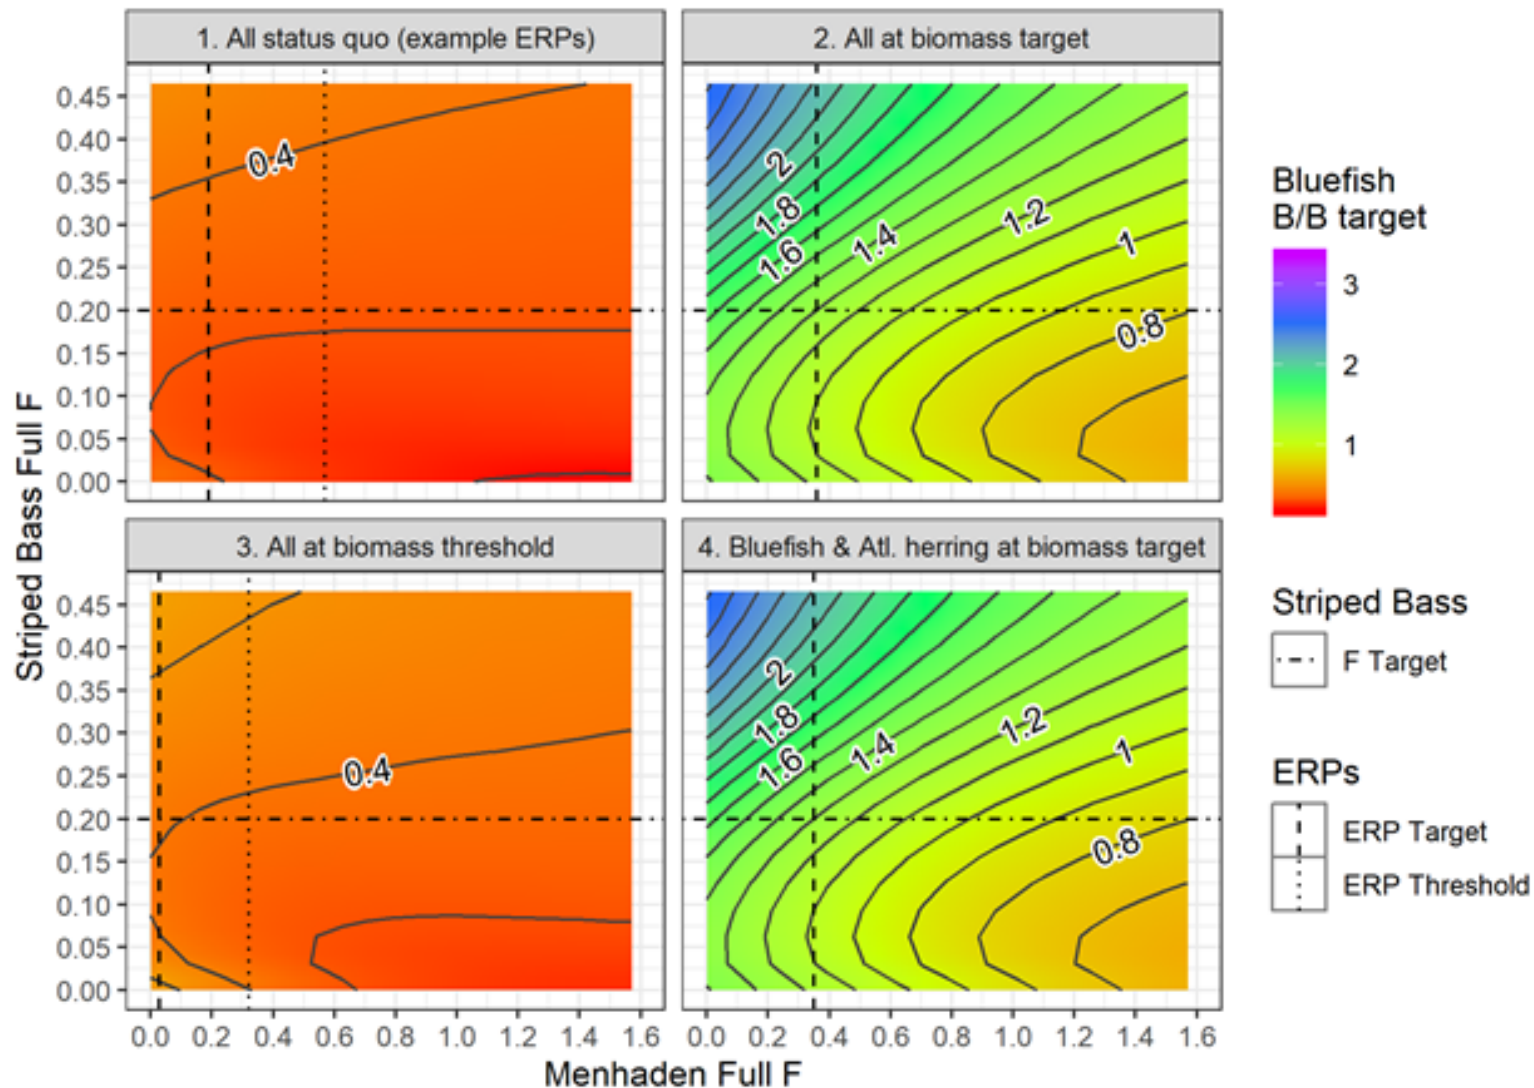 1. All status quo (example ERPs)
2. All at biomass target
0.45
0.40
0.35
0.30
0.25
0.20
0.15
0.10
0.05
0.00
0.4
2
1.8
1.6
1.4
1.2
1
0.8
3. All at biomass threshold
4. Bluefish & Atl. herring at biomass target
0.45
0.40
0.35
0.30
0.25
0.20
0.15
0.10
0.05
0.00
0.4
2
1.8
1.6
1.4
1.2
1
0.8
0.0 0.2 0.4 0.6 0.8 1.0 1.2 1.4 1.6
0.0 0.2 0.4 0.6 0.8 1.0 1.2 1.4 1.6
Menhaden Full F
Striped Bass Full F
Bluefish
B/B target
3
2
1
Striped Bass
F Target
ERPs
ERP Target
ERP Threshold